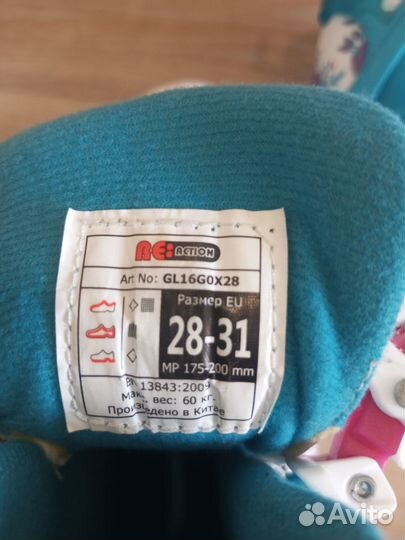 RE:ACTION
Art No: GL16G0X28
Размер EU
28-31
MP 175-200 mm
EN 13843:2009
Макс. вес: 60 кг.
Произведено в Китае
Avito